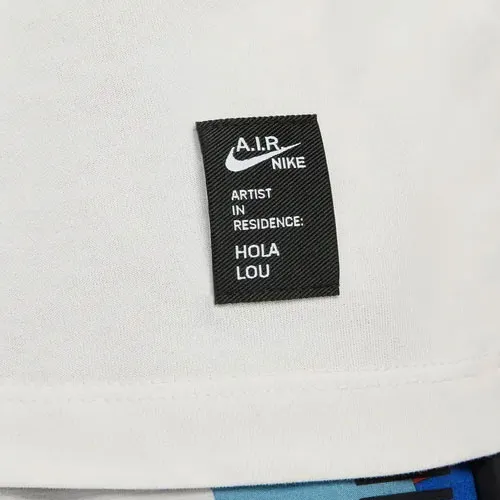 A.I.R.
NIKE
ARTIST
IN
RESIDENCE:
HOLA
LOU